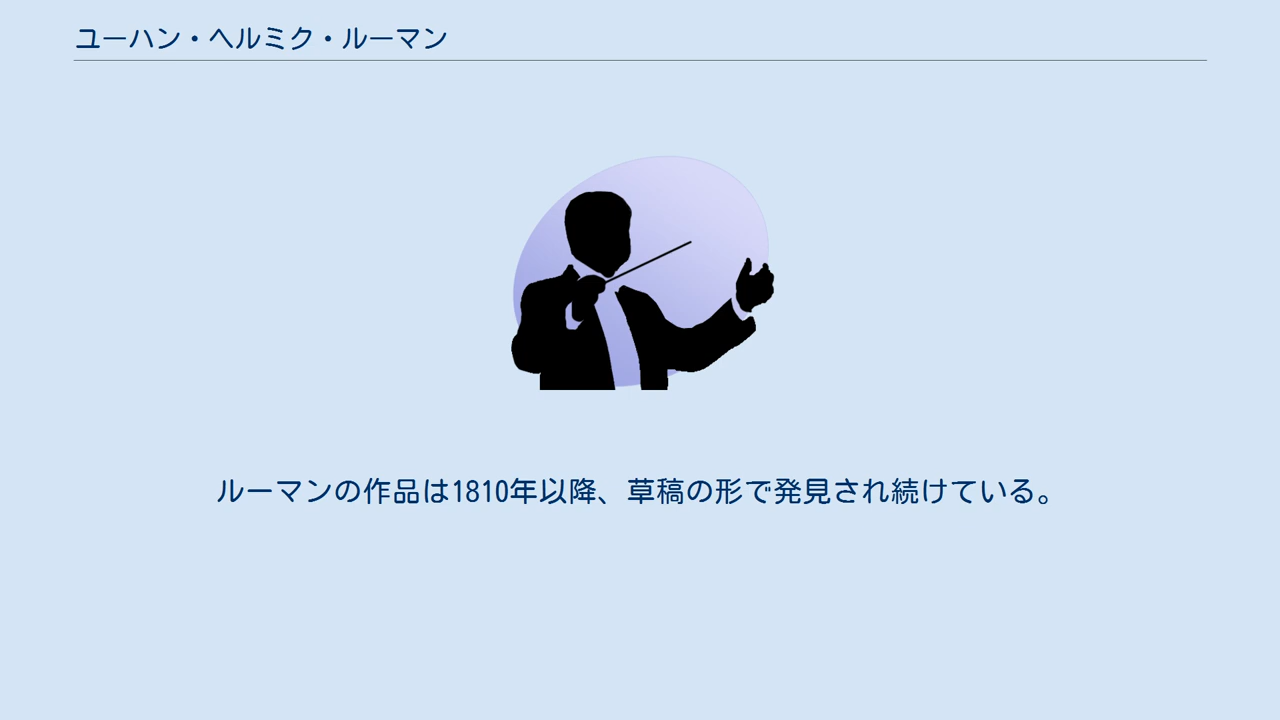 ユーハン・ヘルミク・ルーマン
ルーマンの作品は1810年以降、草稿の形で発見され続けている。